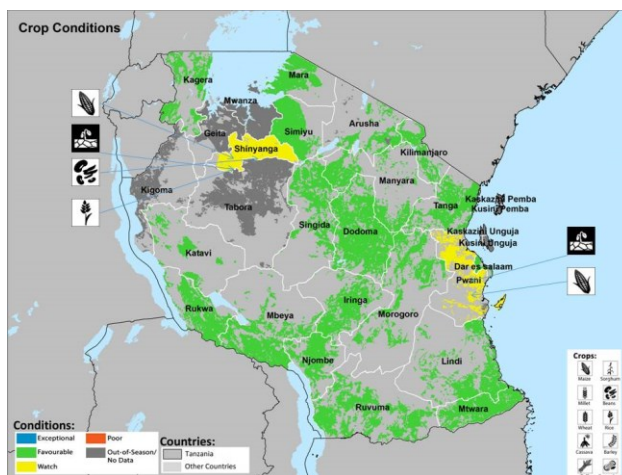 Crop Conditions
Kagera
Mara
Mwanza
Geita
Simiyu
Arusha
Shinyanga
Kilimanjaro
Kigoma
Manyara
Tabora
Tanga
Kaskazini Pemba
Kusini Pemba
Singida
Dodoma
Kaskazini Unguja
Kusini Unguja
Katavi
Dar es salaam
Pwani
Iringa
Rukwa
Mbeya
Morogoro
Njombe
Lindi
Ruvuma
Mtwara
Conditions:
Exceptional
Poor
Favourable
Out-of-Season/
No Data
Watch
Countries:
Tanzania
Other Countries
Crops:
Maize
Sorghum
Millet
Beans
Wheat
Rice
Cassava
Barley